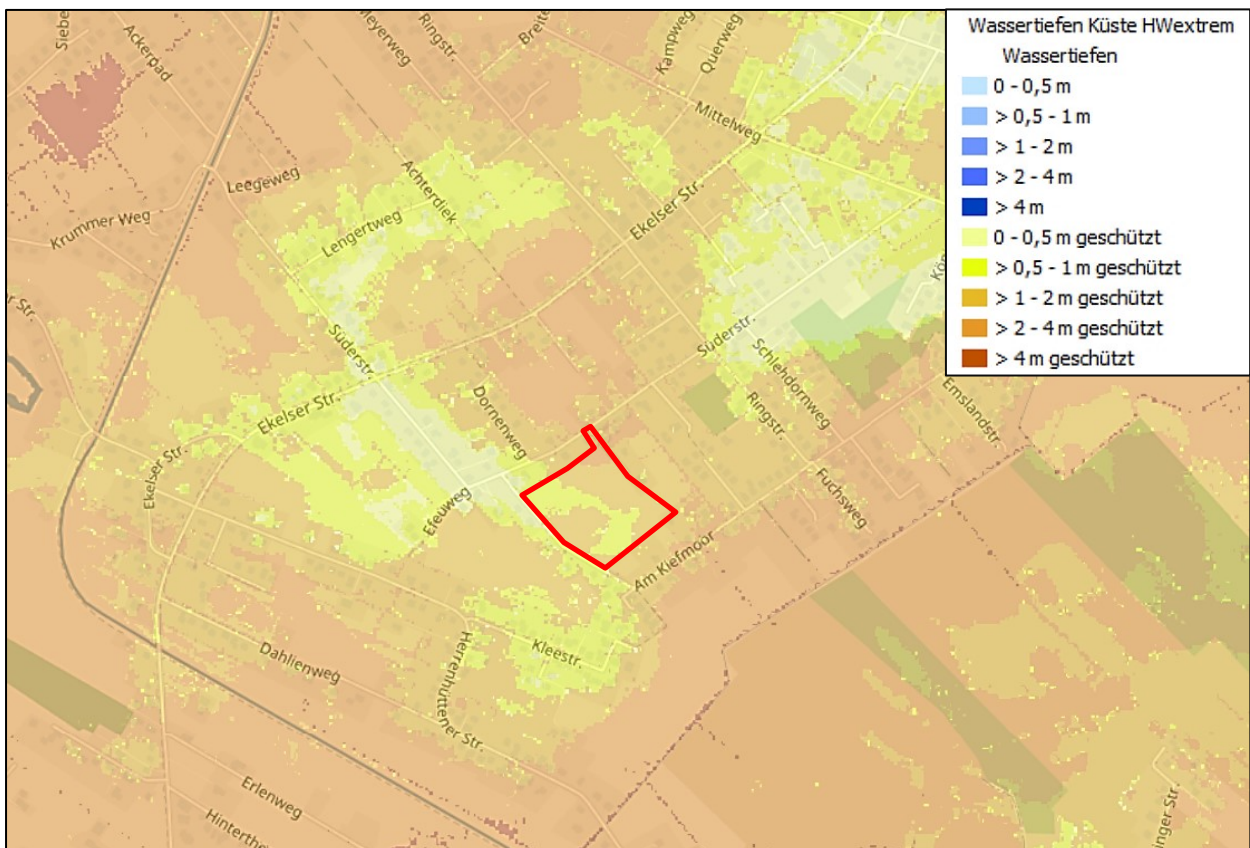 Wassertiefen Küste HWextrem
Wassertiefen
0 - 0,5 m
> 0,5 - 1 m
> 1 - 2 m
> 2 - 4 m
> 4 m
0 - 0,5 m geschützt
> 0,5 - 1 m geschützt
> 1 - 2 m geschützt
> 2 - 4 m geschützt
> 4 m geschützt
Ackerpad
Meyerweg
Ringstr.
Kampweg
Querweg
Mittelweg
Leegeweg
Krummer Weg
Achterdiek
Lengertweg
Ekelser Str.
Süderstr.
Süderstr.
Schlehdornweg
Ringstr.
Emslandstr.
Ekelser Str.
Dornenweg
Ekelser Str.
Efeuweg
Fuchsweg
Am Kiefmoor
Kleestr.
Herrenhüttener Str.
Dahlienweg
Erlenweg